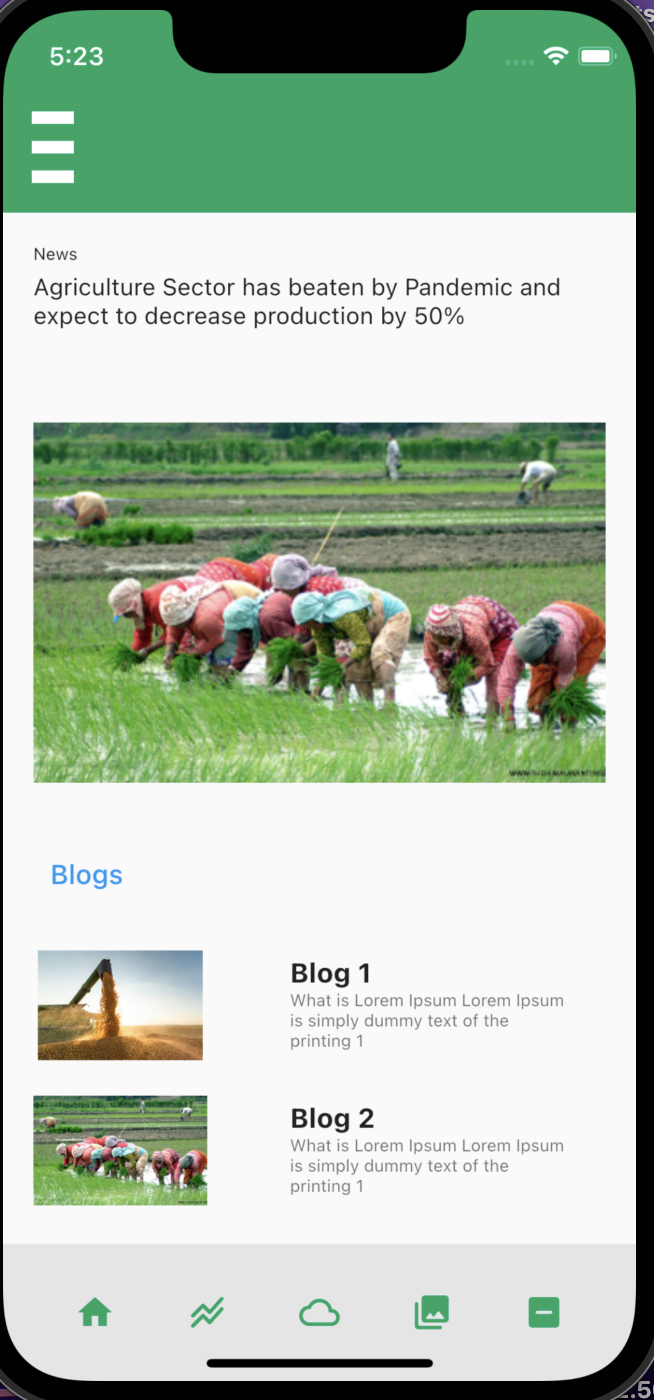 5:23
News
Agriculture Sector has beaten by Pandemic and
expect to decrease production by 50%
Blogs
Blog 1
What is Lorem Ipsum Lorem Ipsum
is simply dummy text of the
printing 1
Blog 2
What is Lorem Ipsum Lorem Ipsum
is simply dummy text of the
printing 1